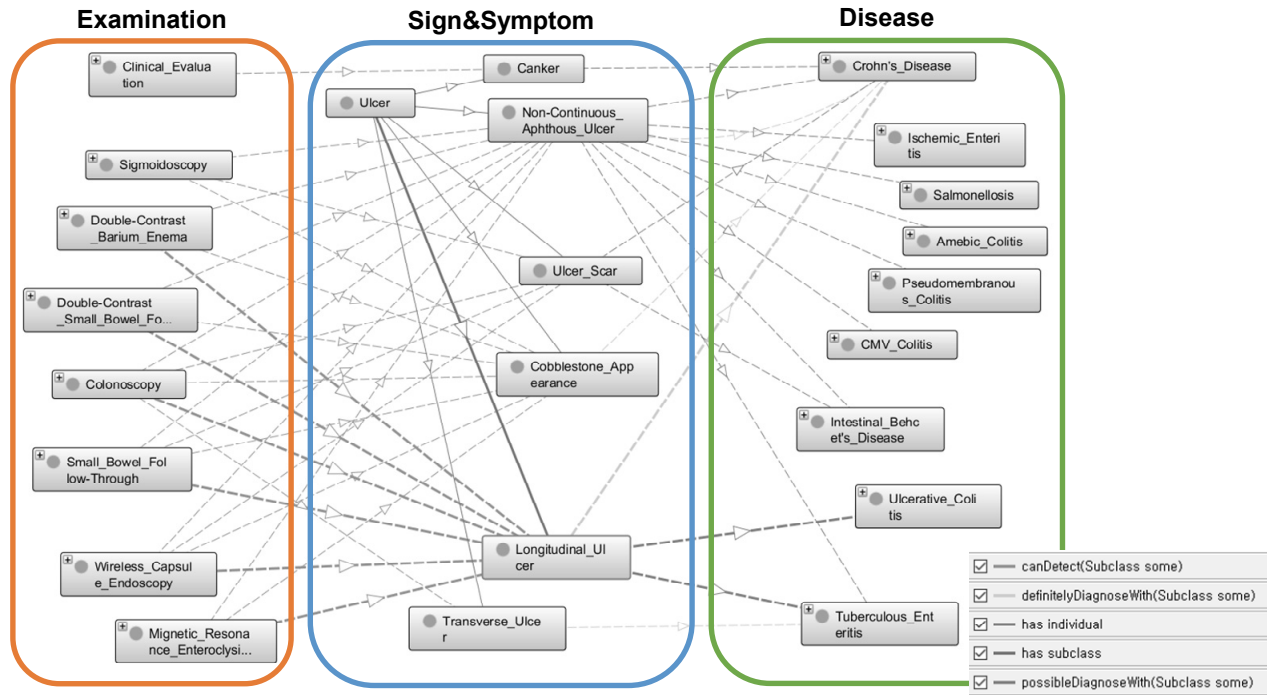 Examination
Sign&Symptom
Disease
Clinical_Evalua
tion
Sigmoidoscopy
Double-Contrast
_Barium_Enema
Double-Contrast
_Small_Bowel_Fo...
Colonoscopy
Small_Bowel_Fol
low-Through
Wireless_Capsul
e_Endoscopy
Mignetic_Resona
nce_Enteroclysi...
Canker
Ulcer
Non-Continuous_
Aphthous_Ulcer
Ulcer_Scar
Cobblestone_App
earance
Longitudinal_Ul
cer
Transverse_Ulce
r
Crohn's_Disease
Ischemic_Enteri
tis
Salmonellosis
Amebic_Colitis
Pseudomembranou
s_Colitis
CMV_Colitis
Intestinal_Behc
et's_Disease
Ulcerative_Coli
tis
Tuberculous_Ent
eritis
canDetect(Subclass some)
definitelyDiagnoseWith(Subclass some)
has individual
has subclass
possibleDiagnoseWith(Subclass some)